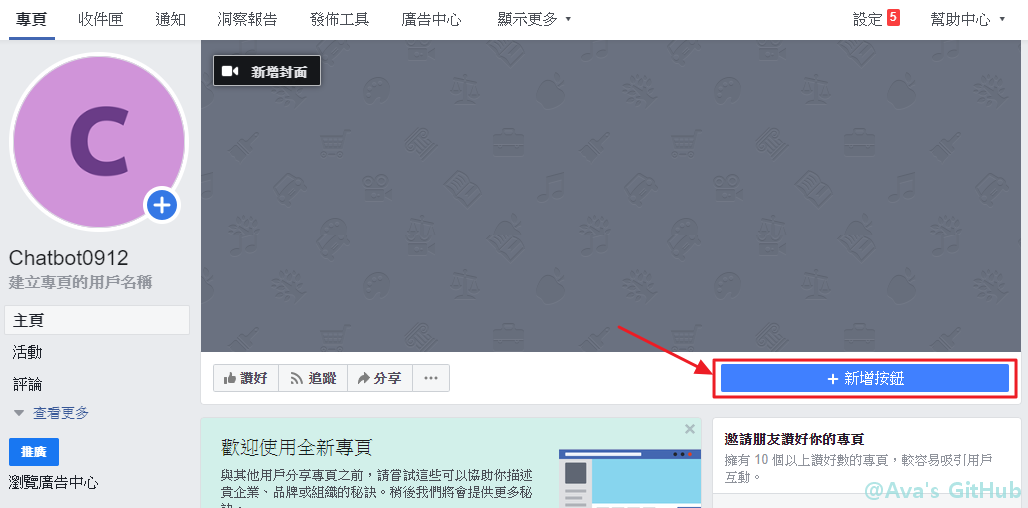 專頁 收件匣 通知 洞察報告 發佈工具 廣告中心 顯示更多 設定 5 幫助中心
新增封面
C
Chatbot0912
建立專頁的用戶名稱
主頁
活動
評論
查看更多
推廣
瀏覽廣告中心
讚好 追蹤 分享 ...
+ 新增按鈕
歡迎使用全新專頁
與其他用戶分享專頁之前,請嘗試這些可以協助你描述
貴企業、品牌或組織的秘訣。稍後我們將會提供更多秘
訣。
邀請朋友讚好你的專頁
擁有 10 個以上讚好數的專頁,較容易吸引用戶
互動。
@Ava's GitHub